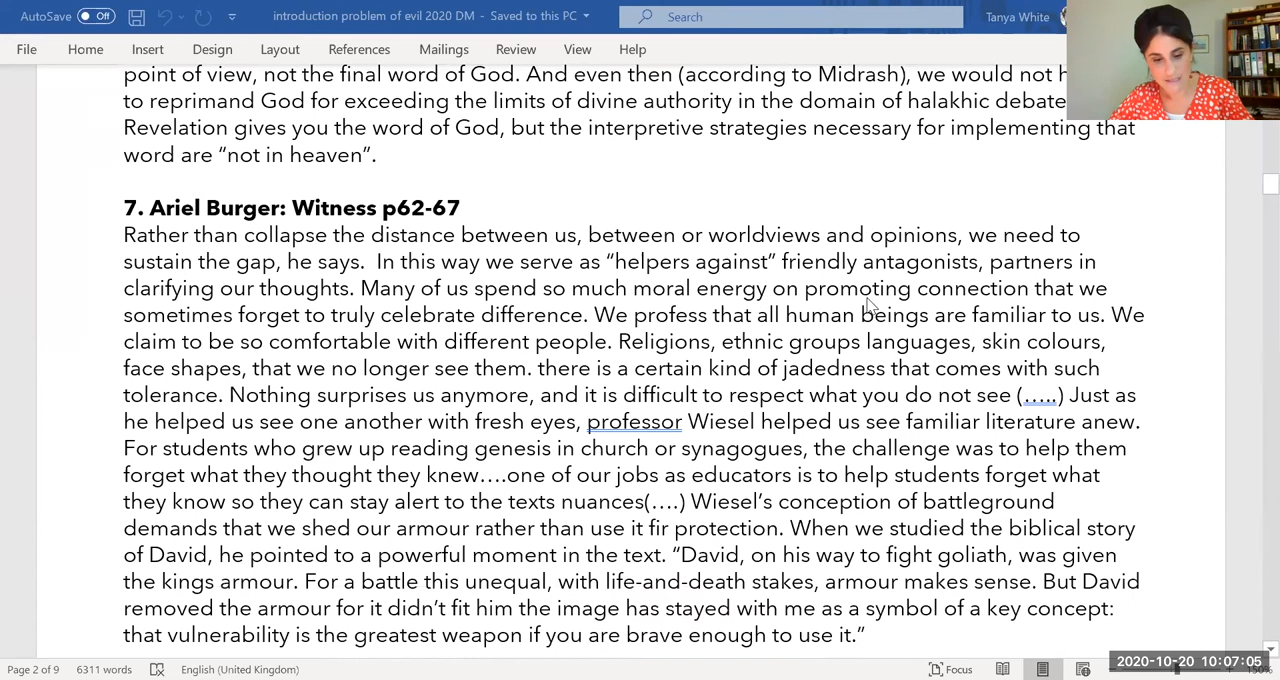 AutoSave Off introduction problem of evil 2020 DM - Saved to this PC Search Tanya White
File Home Insert Design Layout References Mailings Review View Help
point of view, not the final word of God. And even then (according to Midrash), we would not h
to reprimand God for exceeding the limits of divine authority in the domain of halakhic debate
Revelation gives you the word of God, but the interpretive strategies necessary for implementing that
word are “not in heaven”.
7. Ariel Burger: Witness p62-67
Rather than collapse the distance between us, between or worldviews and opinions, we need to
sustain the gap, he says. In this way we serve as “helpers against” friendly antagonists, partners in
clarifying our thoughts. Many of us spend so much moral energy on promoting connection that we
sometimes forget to truly celebrate difference. We profess that all human beings are familiar to us. We
claim to be so comfortable with different people. Religions, ethnic groups languages, skin colours,
face shapes, that we no longer see them. there is a certain kind of jadedness that comes with such
tolerance. Nothing surprises us anymore, and it is difficult to respect what you do not see (…..) Just as
he helped us see one another with fresh eyes, professor Wiesel helped us see familiar literature anew.
For students who grew up reading genesis in church or synagogues, the challenge was to help them
forget what they thought they knew….one of our jobs as educators is to help students forget what
they know so they can stay alert to the texts nuances(….) Wiesel’s conception of battleground
demands that we shed our armour rather than use it fir protection. When we studied the biblical story
of David, he pointed to a powerful moment in the text. “David, on his way to fight goliath, was given
the kings armour. For a battle this unequal, with life-and-death stakes, armour makes sense. But David
removed the armour for it didn’t fit him the image has stayed with me as a symbol of a key concept:
that vulnerability is the greatest weapon if you are brave enough to use it.”
Page 2 of 9 6311 words English (United Kingdom) Focus
2020-10-20 10:07:05